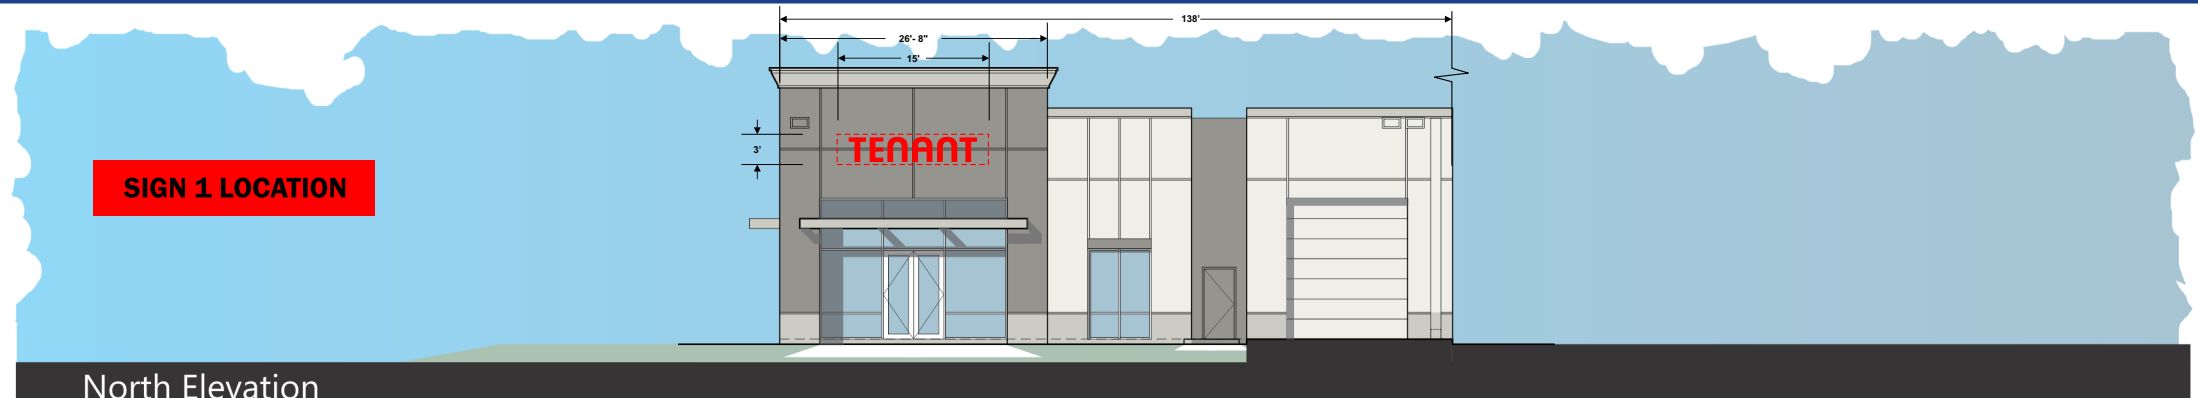 138'
26'- 8"
15'
3'
TENANT
SIGN 1 LOCATION
North Elevation